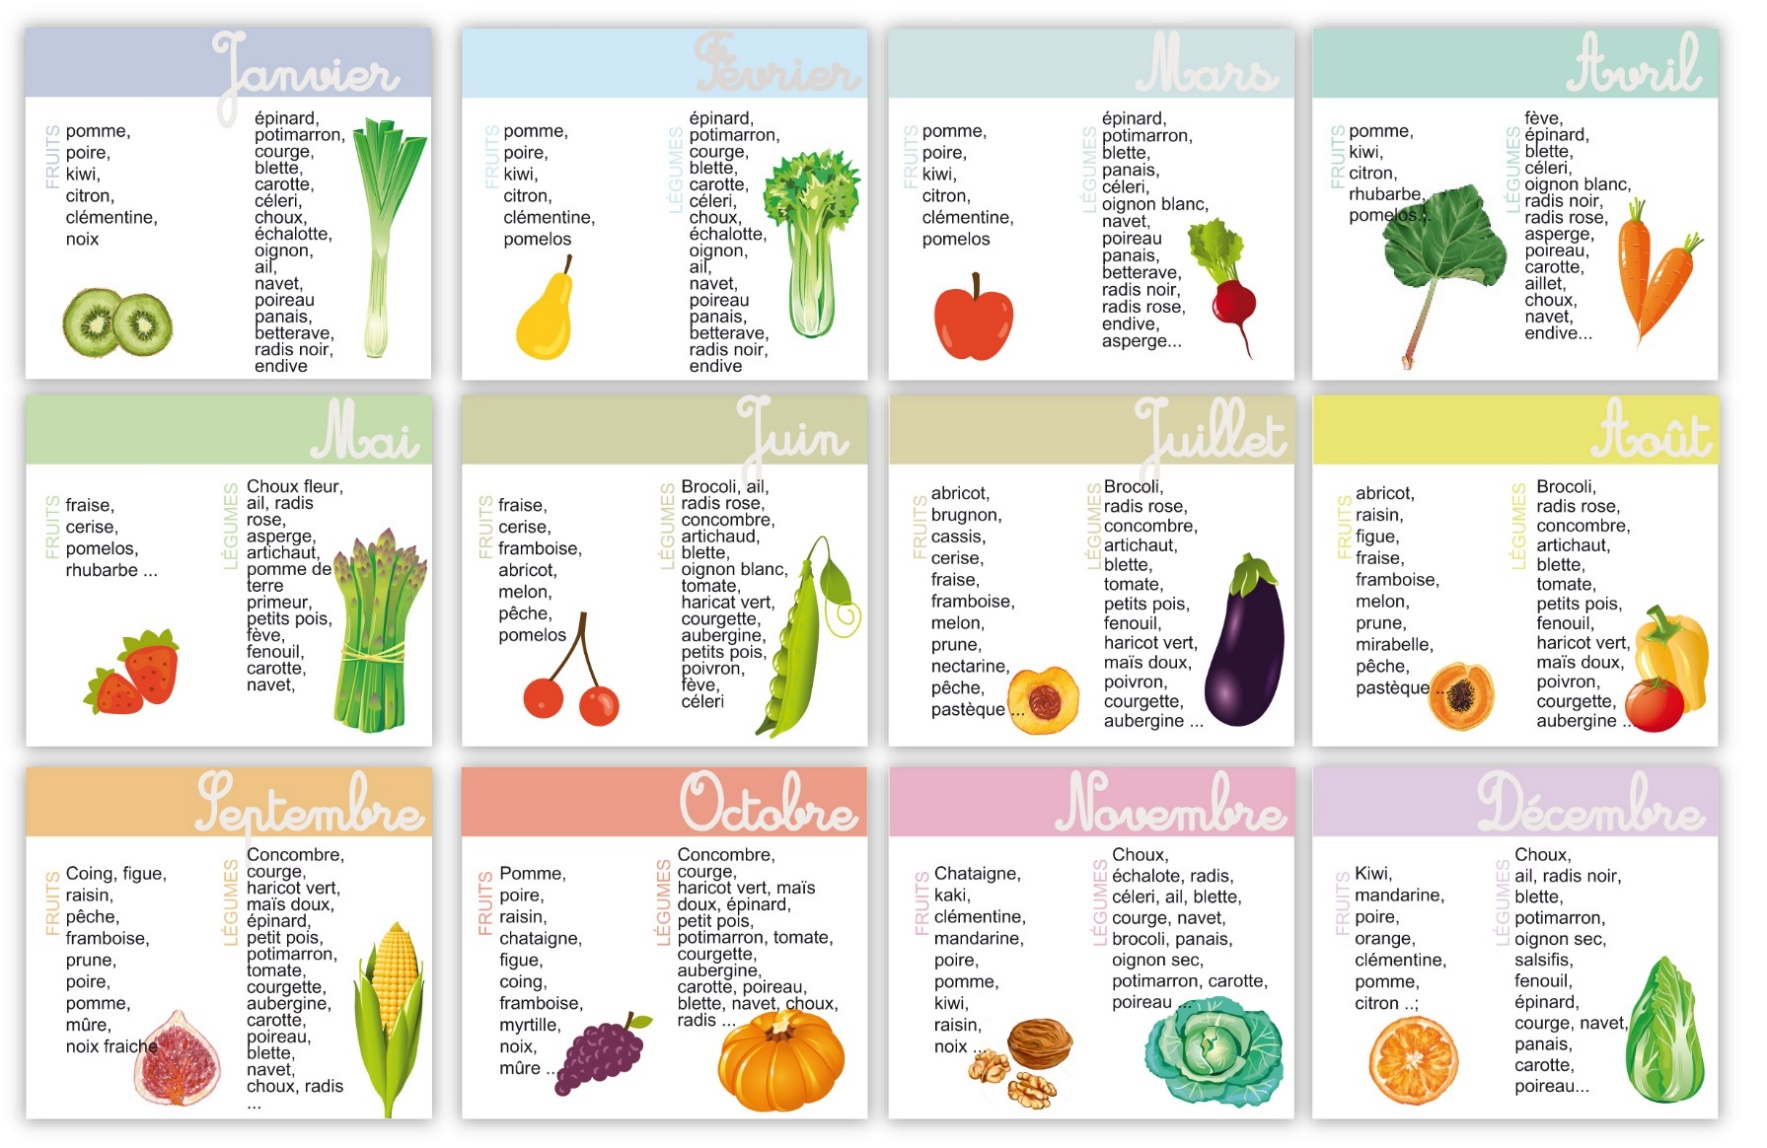 Janvier
FRUITS
pomme,
poire,
kiwi,
citron,
clémentine,
noix
épinard,
potimarron,
courge,
blette,
carotte,
céleri,
choux,
échalotte,
oignon,
ail,
navet,
poireau
panais,
betterave,
radis noir,
endive
Février
FRUITS
pomme,
poire,
kiwi,
citron,
clémentine,
pomelos
LÉGUMES
épinard,
potimarron,
courge,
blette,
carotte,
céleri,
choux,
échalotte,
oignon,
ail,
navet,
poireau
panais,
betterave,
radis noir,
endive
Mars
FRUITS
pomme,
poire,
kiwi,
citron,
clémentine,
pomelos
LÉGUMES
épinard,
potimarron,
blette,
panais,
céleri,
oignon blanc,
navet,
poireau
panais,
betterave,
radis noir,
radis rose,
endive,
asperge...
Avril
FRUITS
pomme,
kiwi,
citron,
rhubarbe,
pomelos...
LÉGUMES
fève,
épinard,
blette,
céleri,
oignon blanc,
radis noir,
radis rose,
asperge,
poireau,
carotte,
aillet,
choux,
navet,
endive...
Mai
FRUITS
fraise,
cerise,
pomelos,
rhubarbe ...
LÉGUMES
Choux fleur,
ail, radis
rose,
asperge,
artichaut,
pomme de
terre
primeur,
petits pois,
fève,
fenouil,
carotte,
navet,
Juin
FRUITS
fraise,
cerise,
framboise,
abricot,
melon,
pêche,
pomelos
LÉGUMES
Brocoli, ail,
radis rose,
concombre,
artichaud,
blette,
oignon blanc,
tomate,
haricat vert,
courgette,
aubergine,
petits pois,
poivron,
fève,
céleri
Juillet
FRUITS
abricot,
brugnon,
cassis,
cerise,
fraise,
framboise,
melon,
prune,
nectarine,
pêche,
pastèque ...
LÉGUMES
Brocoli,
radis rose,
concombre,
artichaut,
blette,
tomate,
petits pois,
fenouil,
haricot vert,
maïs doux,
poivron,
courgette,
aubergine ...
Août
FRUITS
abricot,
raisin,
figue,
fraise,
framboise,
melon,
prune,
mirabelle,
pêche,
pastèque ...
LÉGUMES
Brocoli,
radis rose,
concombre,
artichaut,
blette,
tomate,
petits pois,
fenouil,
haricot vert,
maïs doux,
poivron,
courgette,
aubergine ...
Septembre
FRUITS
Coing, figue,
raisin,
pêche,
framboise,
prune,
poire,
pomme,
mûre,
noix fraiche
LÉGUMES
Concombre,
courge,
haricot vert,
maïs doux,
épinard,
petit pois,
potimarron,
tomate,
courgette,
aubergine,
carotte,
poireau,
blette,
navet,
choux, radis
...
Octobre
FRUITS
Pomme,
poire,
raisin,
chataigne,
figue,
coing,
framboise,
myrtille,
noix,
mûre ...
LÉGUMES
Concombre,
courge,
haricot vert, maïs
doux, épinard,
petit pois,
potimarron, tomate,
courgette,
aubergine,
carotte, poireau,
blette, navet, choux,
radis ...
Novembre
FRUITS
Chataigne,
kaki,
clémentine,
mandarine,
poire,
pomme,
kiwi,
raisin,
noix ...
LÉGUMES
Choux,
échalote, radis,
céleri, ail, blette,
courge, navet,
brocoli, panais,
oignon sec,
potimarron, carotte,
poireau ...
Décembre
FRUITS
Kiwi,
mandarine,
poire,
orange,
clémentine,
pomme,
citron ..;
LÉGUMES
Choux,
ail, radis noir,
blette,
potimarron,
oignon sec,
salsifis,
fenouil,
épinard,
courge, navet,
panais,
carotte,
poireau...